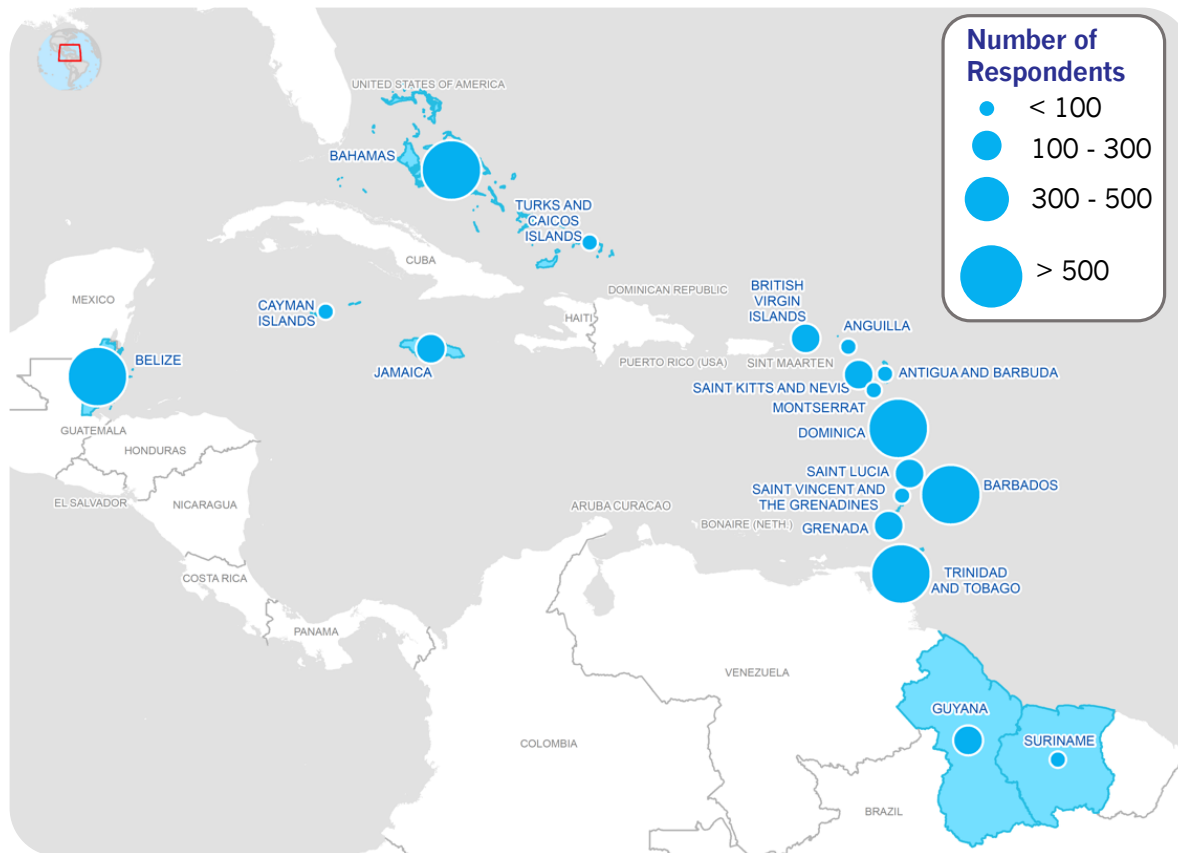 Number of
Respondents
< 100
100 - 300
300 - 500
> 500
UNITED STATES OF AMERICA
BAHAMAS
TURKS AND
CAICOS
ISLANDS
CUBA
MEXICO
CAYMAN
ISLANDS
DOMINICAN REPUBLIC
HAITI
BRITISH
VIRGIN
ISLANDS
ANGUILLA
BELIZE
JAMAICA
PUERTO RICO (USA)
SINT MAARTEN
ANTIGUA AND BARBUDA
SAINT KITTS AND NEVIS
MONTSERRAT
GUATEMALA
DOMINICA
HONDURAS
SAINT LUCIA
BARBADOS
EL SALVADOR
NICARAGUA
SAINT VINCENT AND
THE GRENADINES
ARUBA
CURACAO
BONAIRE (NETH.)
GRENADA
COSTA RICA
TRINIDAD
AND TOBAGO
PANAMA
VENEZUELA
GUYANA
COLOMBIA
SURINAME
BRAZIL